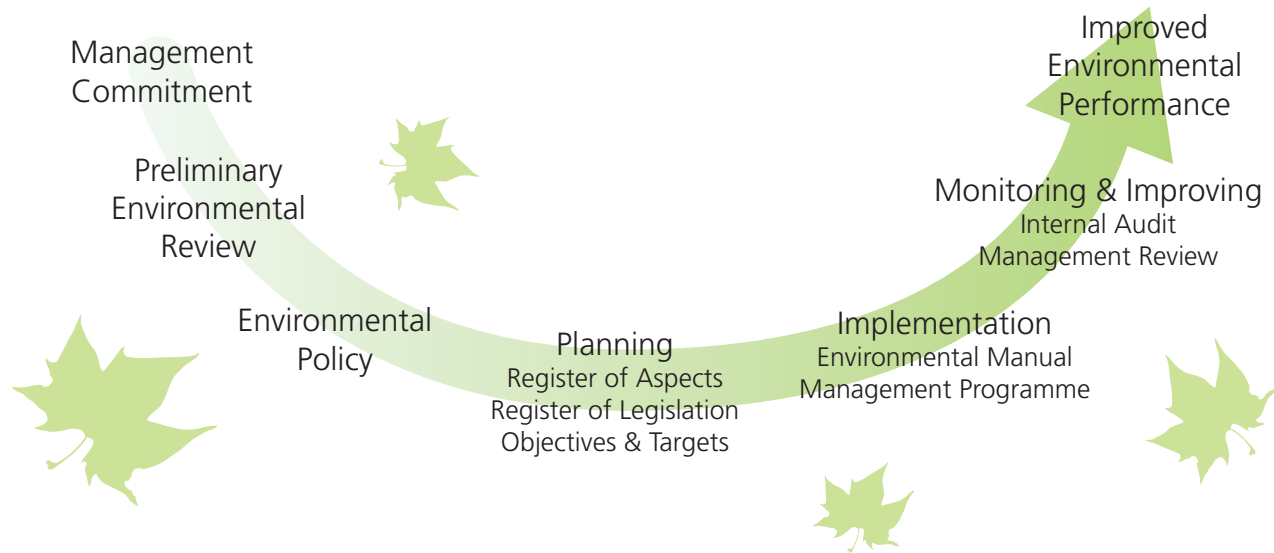 Management
Commitment
Preliminary
Environmental
Review
Environmental
Policy
Planning
Register of Aspects
Register of Legislation
Objectives & Targets
Implementation
Environmental Manual
Management Programme
Monitoring & Improving
Internal Audit
Management Review
Improved
Environmental
Performance